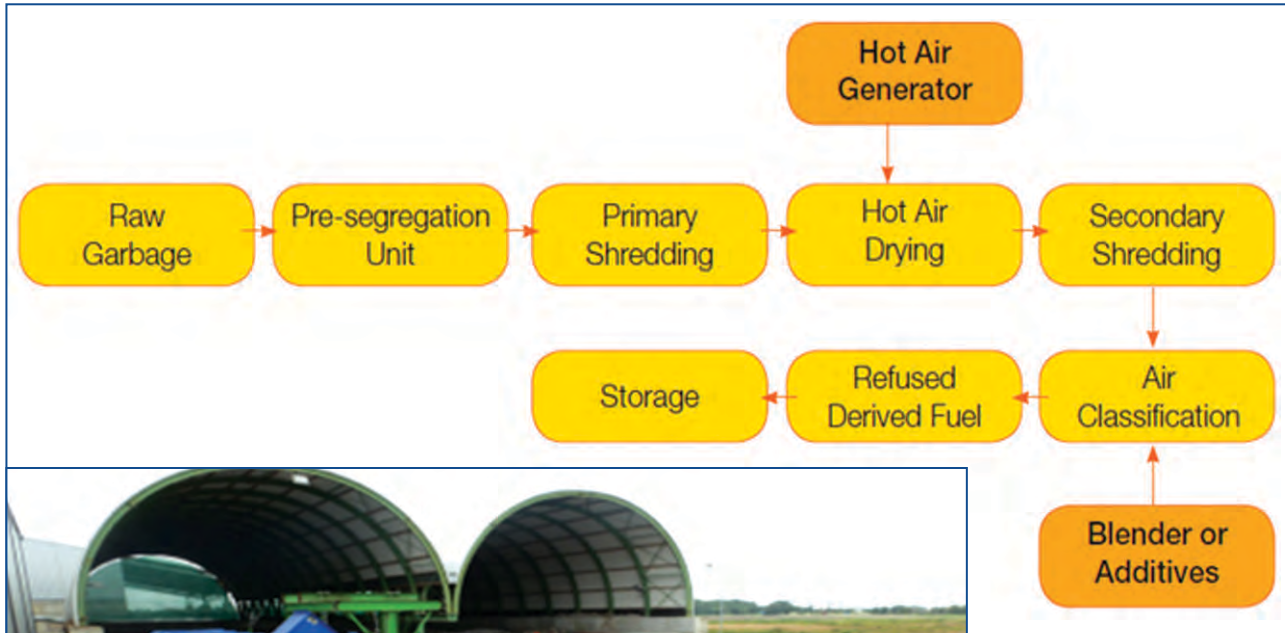 Hot Air
Generator
Raw
Garbage
Pre-segregation
Unit
Primary
Shredding
Hot Air
Drying
Secondary
Shredding
Storage
Refused
Derived Fuel
Air
Classification
Blender or
Additives